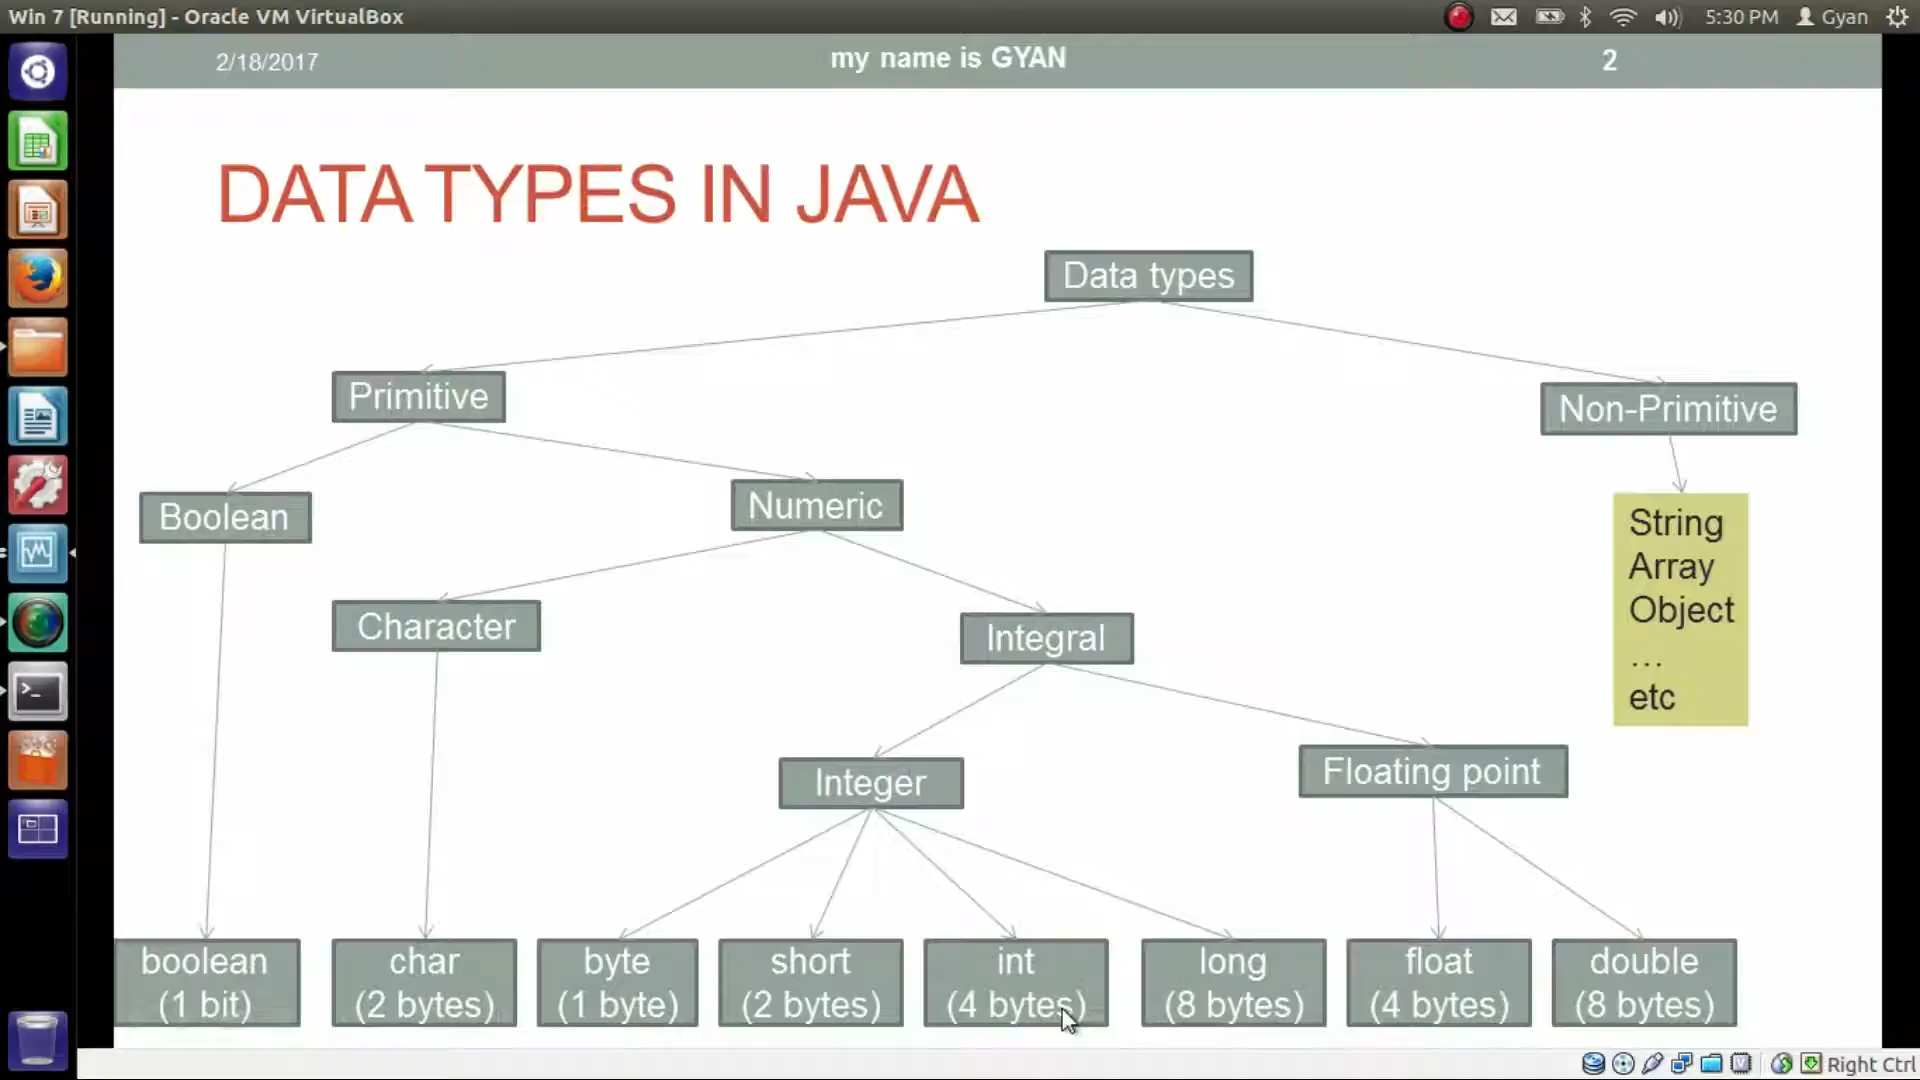 Win 7 [Running] - Oracle VM VirtualBox
5:30 PM
Gyan
2/18/2017
my name is GYAN
2
DATA TYPES IN JAVA
Data types
Primitive
Non-Primitive
Boolean
Numeric
String
Array
Object
...
etc
Character
Integral
Integer
Floating point
boolean
(1 bit)
char
(2 bytes)
byte
(1 byte)
short
(2 bytes)
int
(4 bytes)
long
(8 bytes)
float
(4 bytes)
double
(8 bytes)
Right Ctrl